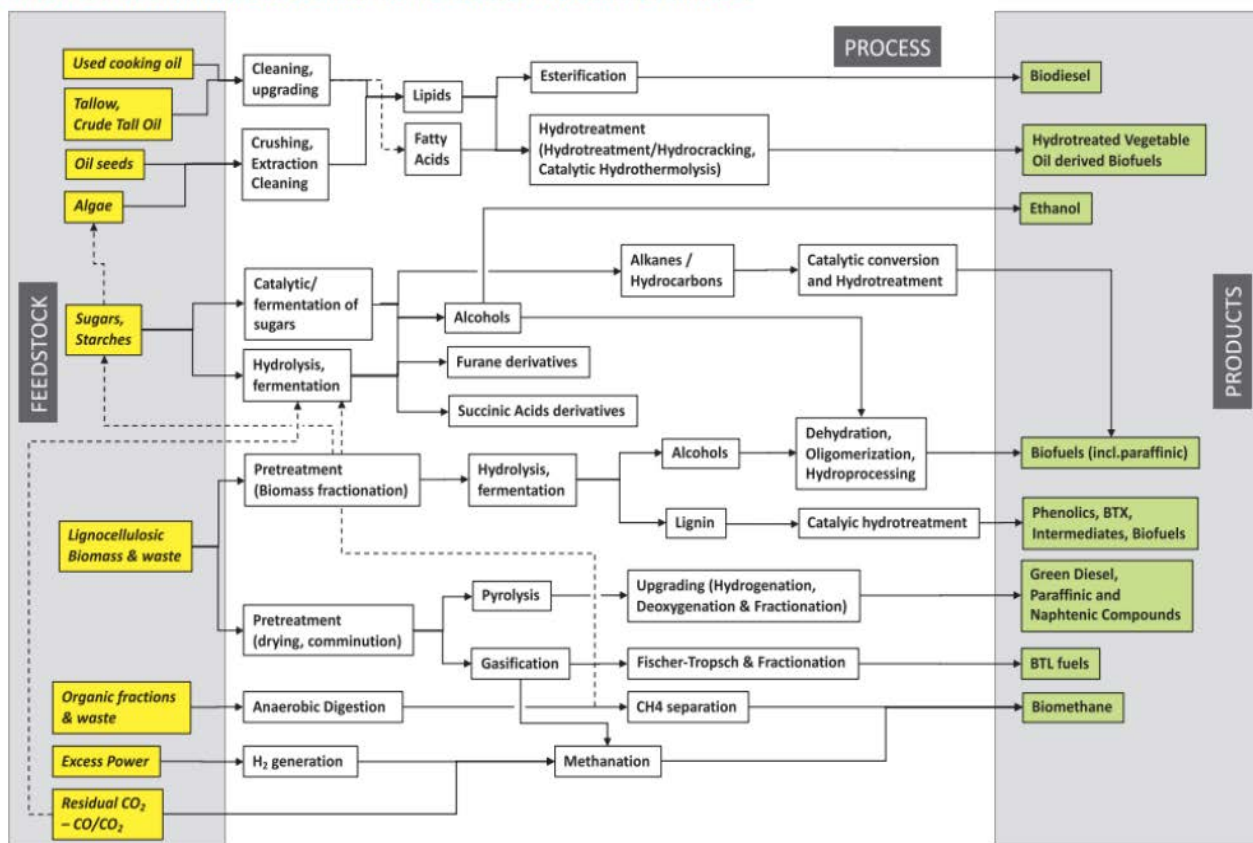 PROCESS
FEEDSTOCK
PRODUCTS
Used cooking oil
Tallow,
Crude Tall Oil
Oil seeds
Algae
Sugars,
Starches
Lignocellulosic
Biomass & waste
Organic fractions
& waste
Excess Power
Residual CO₂
– CO/CO₂
Cleaning,
upgrading
Crushing,
Extraction
Cleaning
Lipids
Fatty
Acids
Esterification
Hydrotreatment
(Hydrotreatment/Hydrocracking,
Catalytic Hydrothermolysis)
Catalytic/
fermentation of
sugars
Hydrolysis,
fermentation
Alkanes /
Hydrocarbons
Catalytic conversion
and Hydrotreatment
Alcohols
Furane derivatives
Succinic Acids derivatives
Pretreatment
(Biomass fractionation)
Hydrolysis,
fermentation
Alcohols
Dehydration,
Oligomerization,
Hydroprocessing
Lignin
Catalyic hydrotreatment
Pretreatment
(drying, comminution)
Pyrolysis
Upgrading (Hydrogenation,
Deoxygenation & Fractionation)
Gasification
Fischer-Tropsch & Fractionation
Anaerobic Digestion
CH4 separation
H₂ generation
Methanation
Biodiesel
Hydrotreated Vegetable
Oil derived Biofuels
Ethanol
Biofuels (incl.paraffinic)
Phenolics, BTX,
Intermediates, Biofuels
Green Diesel,
Paraffinic and
Naphtenic Compounds
BTL fuels
Biomethane